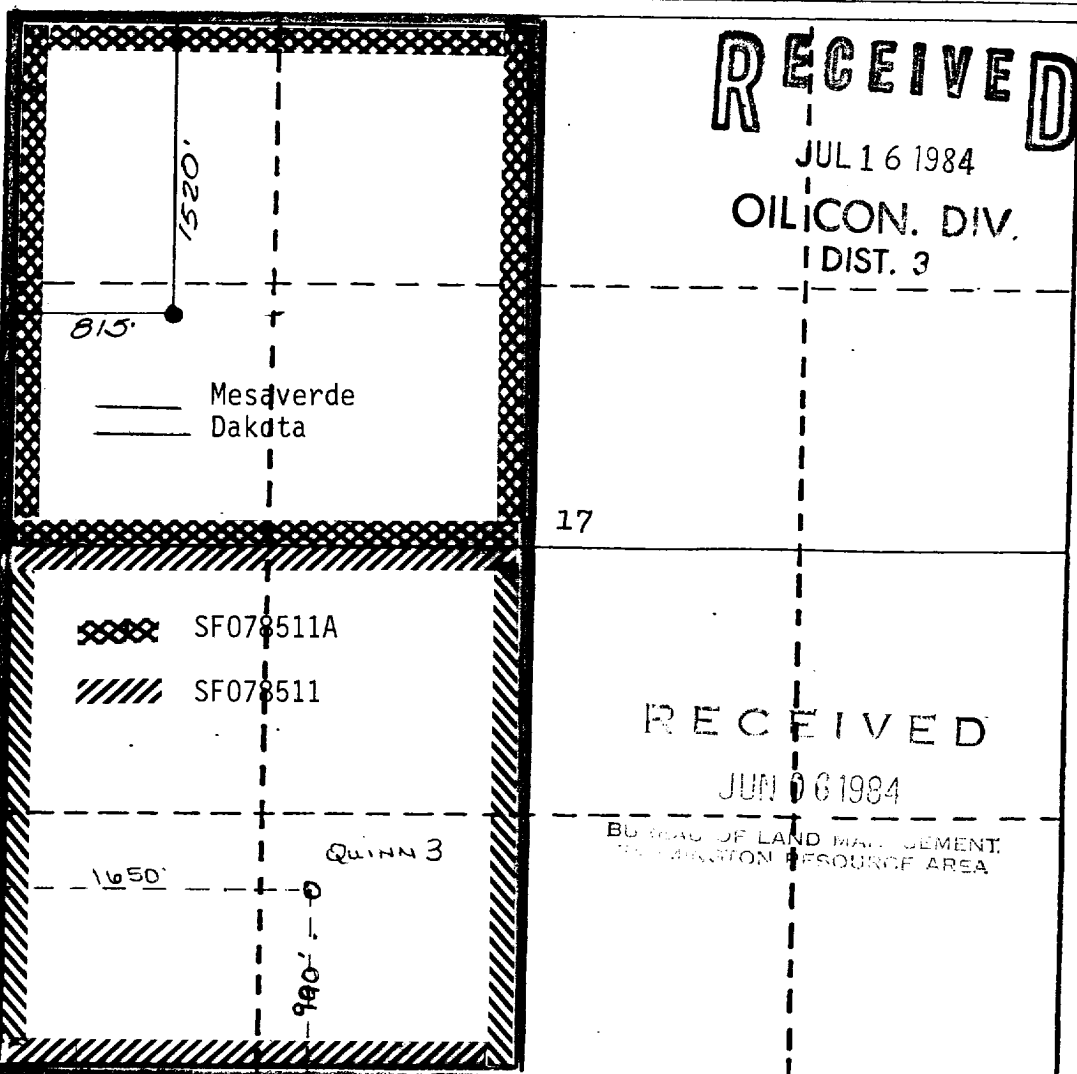 RECEIVED
JUL 16 1984
OIL CON. DIV.
DIST. 3
1520'
815'
Mesaverde
Dakota
17
SF078511A
SF078511
RECEIVED
JUN 06 1984
BUREAU OF LAND MANAGEMENT
RESOURCE AREA
QUINN 3
1650'
990'